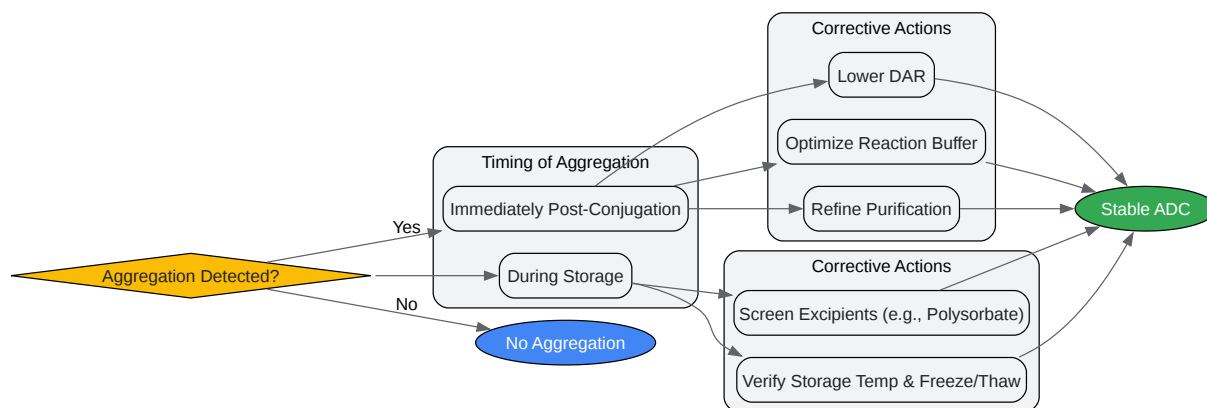 Aggregation Detected?
Yes
No
Timing of Aggregation
Immediately Post-Conjugation
During Storage
No Aggregation
Corrective Actions
Lower DAR
Optimize Reaction Buffer
Refine Purification
Corrective Actions
Screen Excipients (e.g., Polysorbate)
Verify Storage Temp & Freeze/Thaw
Stable ADC